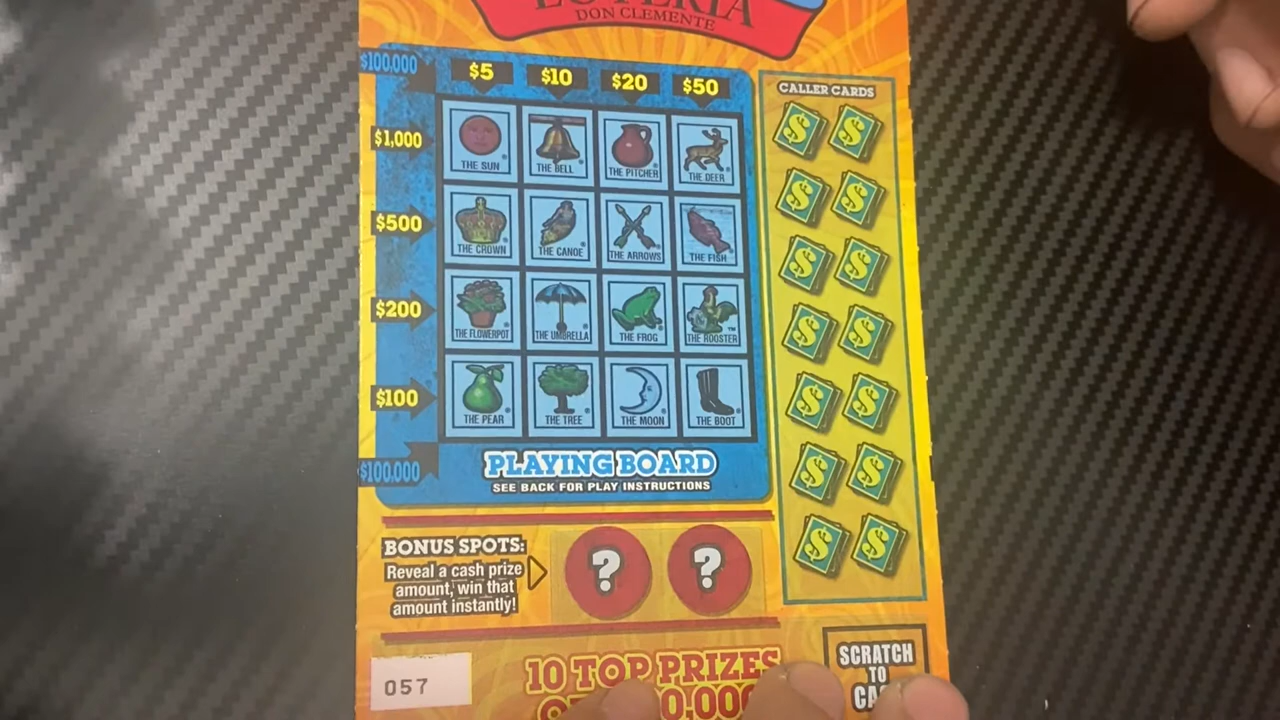 LOTERIA
DON CLEMENTE
$100,000
$5 $10 $20 $50
CALLER CARDS
$1,000
THE SUN THE BELL THE PITCHER THE DEER
$500
THE CROWN THE CANOE THE ARROWS THE FISH
$200
THE FLOWERPOT THE UMBRELLA THE FROG THE ROOSTER
$100
THE PEAR THE TREE THE MOON THE BOOT
$100,000
PLAYING BOARD
SEE BACK FOR PLAY INSTRUCTIONS
BONUS SPOTS:
Reveal a cash prize
amount, win that
amount instantly!
? ?
057
10 TOP PRIZES
SCRATCH
TO